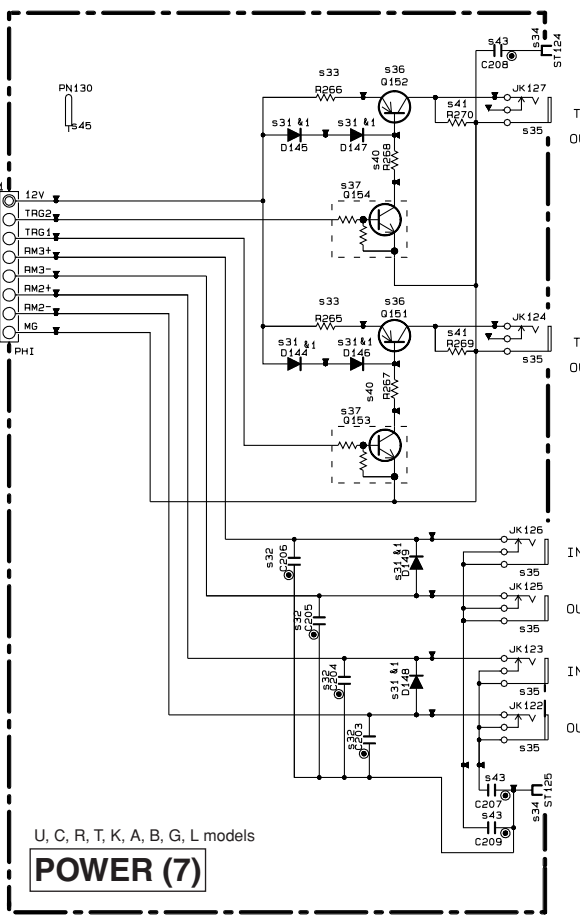 s34
ST124
s43
C208
s33
R266
s36
Q152
JK127
s41
R270
s35
PN130
s45
s31 &1
D145
s31 &1
D147
s40
R268
s37
Q154
12V
TRG2
TRG1
RM3+
RM3-
RM2+
RM2-
MG
PHI
s33
R265
s36
Q151
JK124
s41
R269
s35
s31 &1
D144
s31 &1
D146
s40
R267
s37
Q153
JK126
IN
s35
s32
C206
s31 &1
D149
JK125
OU
s35
s32
C205
JK123
IN
s35
s32
C204
s31 &1
D148
JK122
OU
s35
s32
C203
s43
C207
s34
ST125
s43
C209
U, C, R, T, K, A, B, G, L models
POWER (7)